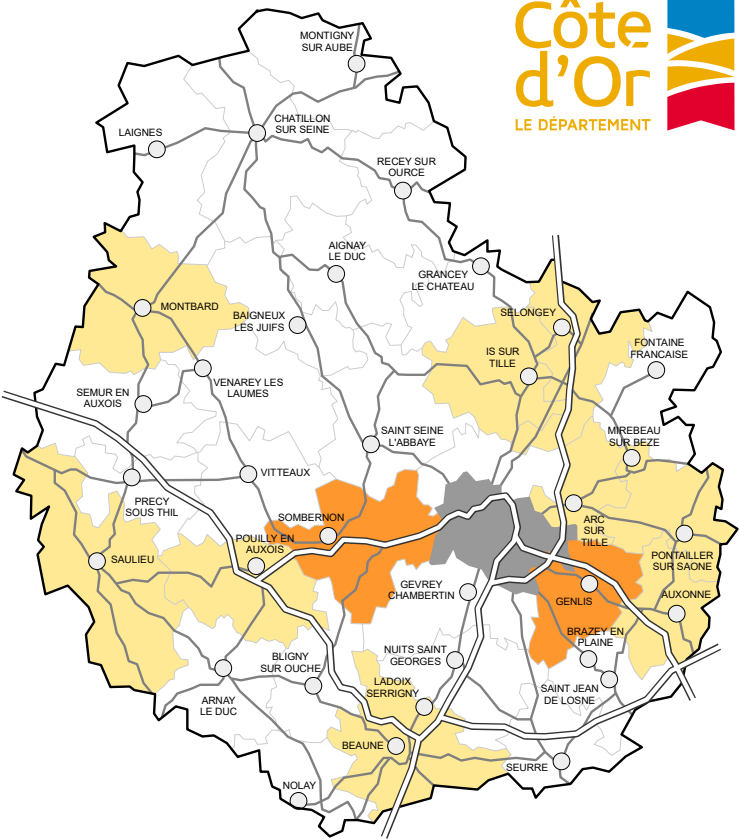 Côte
d'Or
LE DÉPARTEMENT
MONTIGNY
SUR AUBE
CHATILLON
SUR SEINE
LAIGNES
RECEY SUR
OURCE
AIGNAY
LE DUC
GRANCEY
LE CHATEAU
MONTBARD
BAIGNEUX
LES JUIFS
SELONGEY
IS SUR
TILLE
FONTAINE
FRANCAISE
VENAREY LES
LAUMES
SEMUR EN
AUXOIS
SAINT SEINE
L'ABBAYE
MIREBEAU
SUR BEZE
VITTEAUX
PRECY
SOUS THIL
SOMBERNON
ARC
SUR
TILLE
POUILLY EN
AUXOIS
SAULIEU
PONTAILLER
SUR SAONE
GEVREY
CHAMBERTIN
GENLIS
AUXONNE
BRAZEY EN
PLAINE
NUITS SAINT
GEORGES
BLIGNY
SUR OUCHE
LADOIX
SERRIGNY
SAINT JEAN
DE LOSNE
ARNAY
LE DUC
BEAUNE
SEURRE
NOLAY